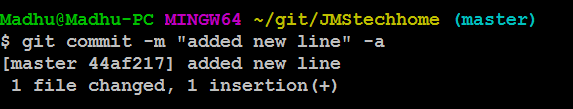 Madhu@Madhu-PC MINGW64 ~/git/JMStechhome (master)
$ git commit -m "added new line" -a
[master 44af217] added new line
 1 file changed, 1 insertion(+)